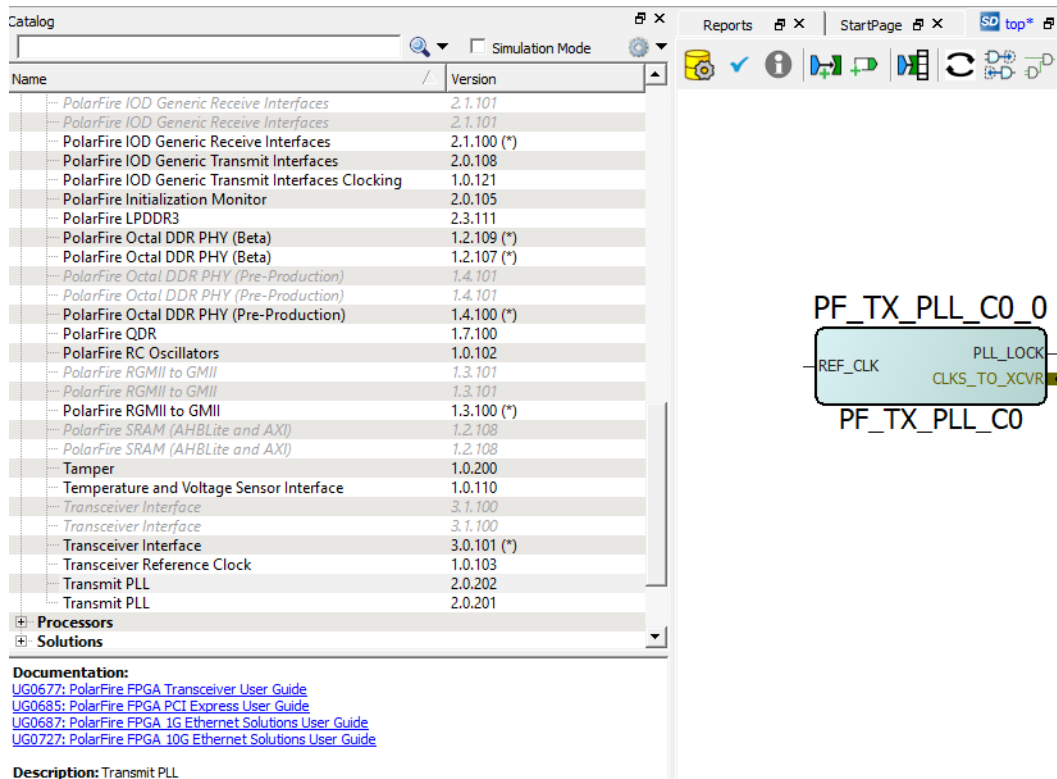 Catalog
Simulation Mode
Name Version
PolarFire IOD Generic Receive Interfaces 2.1.101
PolarFire IOD Generic Receive Interfaces 2.1.101
PolarFire IOD Generic Receive Interfaces 2.1.100 (*)
PolarFire IOD Generic Transmit Interfaces 2.0.108
PolarFire IOD Generic Transmit Interfaces Clocking 1.0.121
PolarFire Initialization Monitor 2.0.105
PolarFire LPDDR3 2.3.111
PolarFire Octal DDR PHY (Beta) 1.2.109 (*)
PolarFire Octal DDR PHY (Beta) 1.2.107 (*)
PolarFire Octal DDR PHY (Pre-Production) 1.4.101
PolarFire Octal DDR PHY (Pre-Production) 1.4.101
PolarFire Octal DDR PHY (Pre-Production) 1.4.100 (*)
PolarFire QDR 1.7.100
PolarFire RC Oscillators 1.0.102
PolarFire RGMII to GMII 1.3.101
PolarFire RGMII to GMII 1.3.101
PolarFire RGMII to GMII 1.3.100 (*)
PolarFire SRAM (AHBLite and AXI) 1.2.108
PolarFire SRAM (AHBLite and AXI) 1.2.108
Tamper 1.0.200
Temperature and Voltage Sensor Interface 1.0.110
Transceiver Interface 3.1.100
Transceiver Interface 3.1.100
Transceiver Interface 3.0.101 (*)
Transceiver Reference Clock 1.0.103
Transmit PLL 2.0.202
Transmit PLL 2.0.201
Processors
Solutions
Documentation:
UG0677: PolarFire FPGA Transceiver User Guide
UG0685: PolarFire FPGA PCI Express User Guide
UG0687: PolarFire FPGA 1G Ethernet Solutions User Guide
UG0727: PolarFire FPGA 10G Ethernet Solutions User Guide
Description: Transmit PLL
Reports StartPage SD top*
PF_TX_PLL_C0_0
REF_CLK PLL_LOCK
CLKS_TO_XCVR
PF_TX_PLL_C0